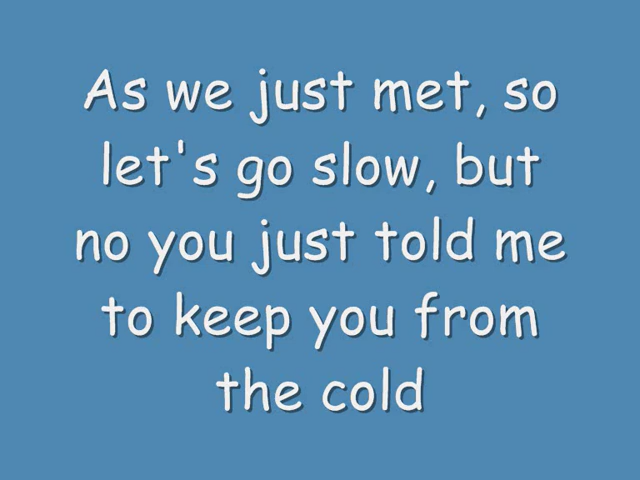 As we just met, so
let's go slow, but
no you just told me
to keep you from
the cold